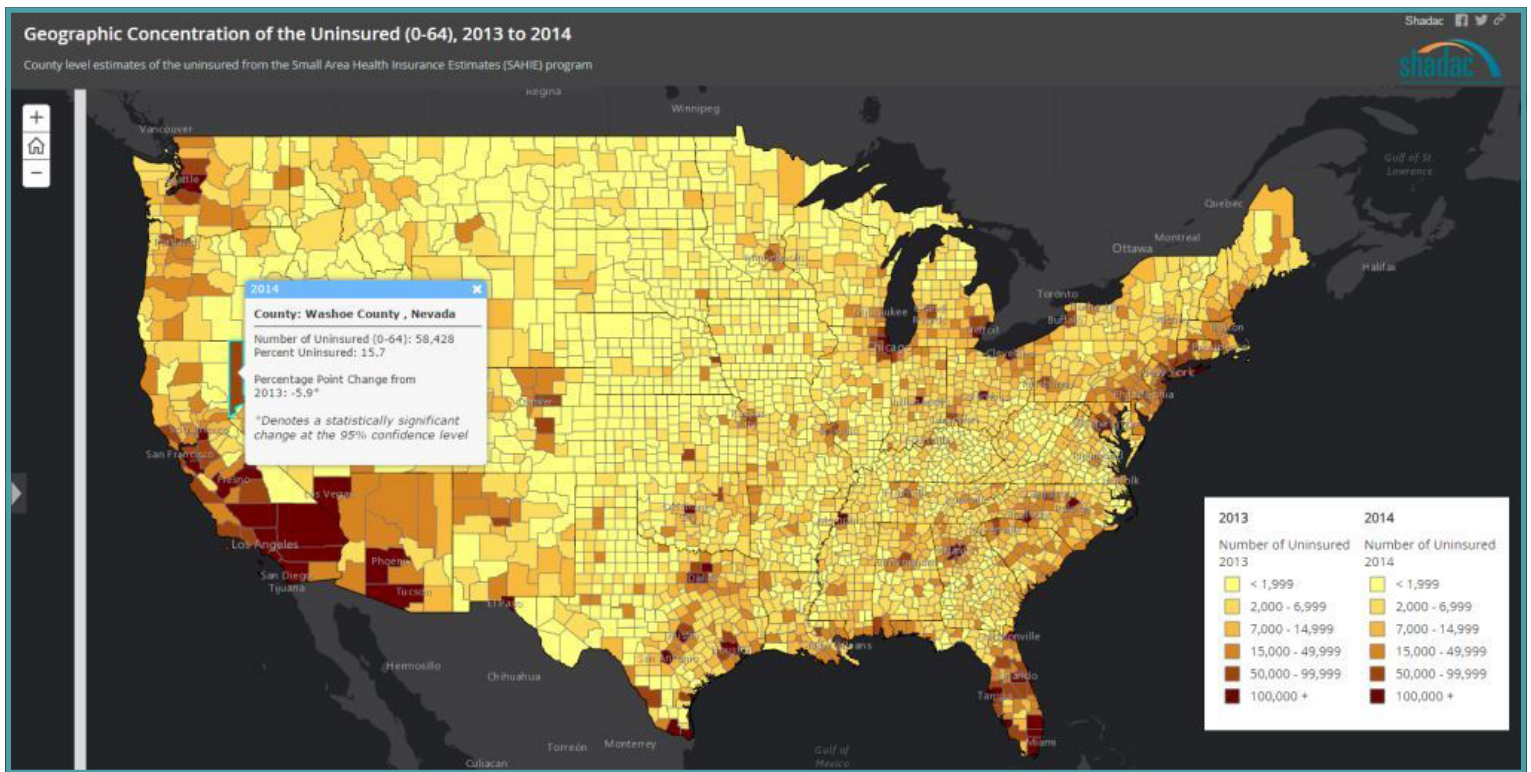 Geographic Concentration of the Uninsured (0-64), 2013 to 2014
County level estimates of the uninsured from the Small Area Health Insurance Estimates (SAHIE) program
Shadac
shadac
+
−
Regina
Winnipeg
Vancouver
Seattle
Gulf of St.
Lawrence
Quebec
Montreal
Ottawa
Halifax
Toronto
Detroit
Chicago
Boston
New York
Philadelphia
Denver
2014
County: Washoe County , Nevada
Number of Uninsured (0-64): 58,428
Percent Uninsured: 15.7
Percentage Point Change from
2013: -5.9*
*Denotes a statistically significant
change at the 95% confidence level
San Francisco
Fresno
Las Vegas
Los Angeles
San Diego
Tijuana
Phoenix
Tucson
El Paso
Dallas
Houston
San Antonio
Hermosillo
Chihuahua
Torreón
Monterrey
Culiacan
Gulf of
Mexico
Miami
2013
2014
Number of Uninsured
2013
Number of Uninsured
2014
< 1,999
< 1,999
2,000 - 6,999
2,000 - 6,999
7,000 - 14,999
7,000 - 14,999
15,000 - 49,999
15,000 - 49,999
50,000 - 99,999
50,000 - 99,999
100,000 +
100,000 +